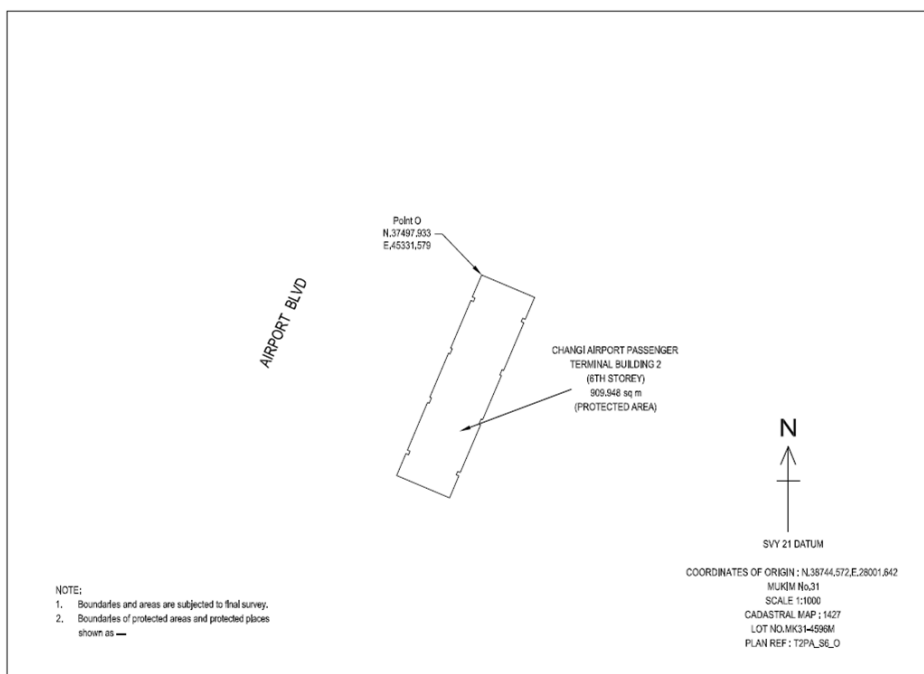 Point O
N.37497.933
E.45331.579
AIRPORT BLVD
CHANGI AIRPORT PASSENGER
TERMINAL BUILDING 2
(6TH STOREY)
909.948 sq m
(PROTECTED AREA)
N
SVY 21 DATUM
COORDINATES OF ORIGIN : N.38744.572,E.28001.642
MUKIM No.31
SCALE 1:1000
CADASTRAL MAP : 1427
LOT NO.MK31-4596M
PLAN REF : T2PA_S6_O
NOTE:
1. Boundaries and areas are subjected to final survey.
2. Boundaries of protected areas and protected places
shown as —